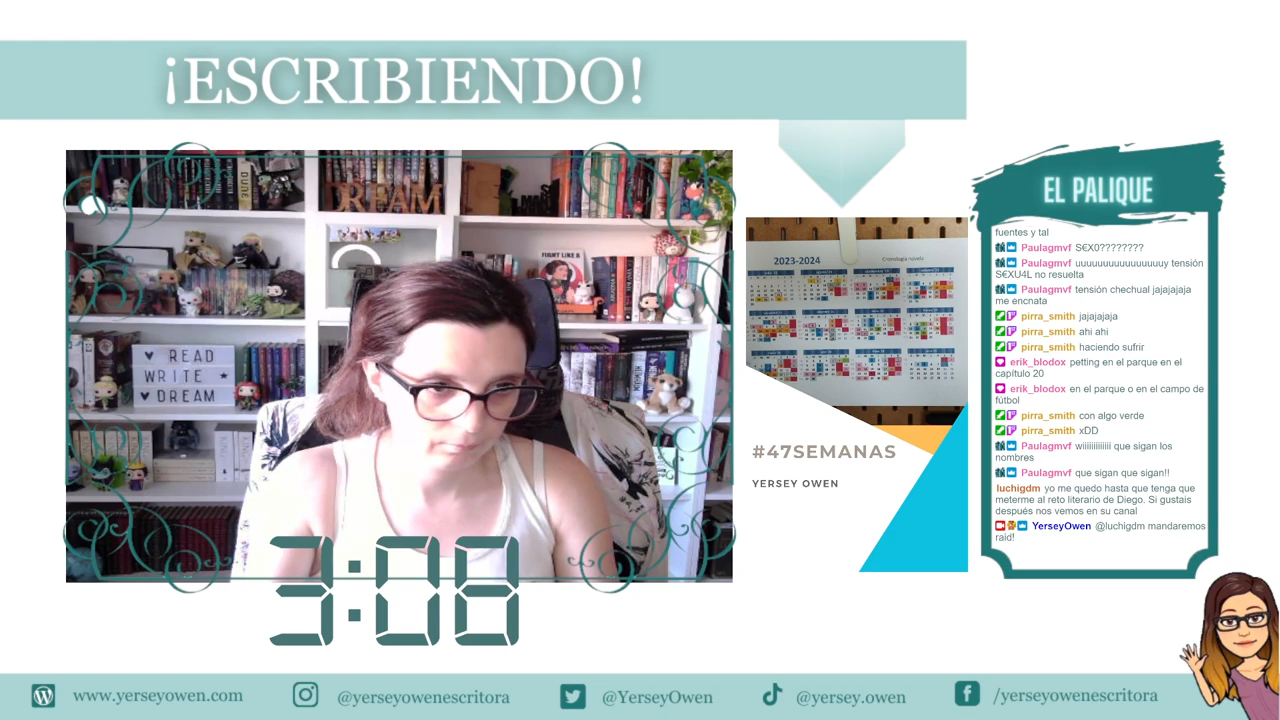 ¡ESCRIBIENDO!
DUNE
DREAM
FIGHT LIKE A
♥ READ
WRITE ★
♥ DREAM
3:08
2023-2024
Cronología novela
#47SEMANAS
YERSEY OWEN
EL PALIQUE
fuentes y tal
Paulagmvf S€X0????????
Paulagmvf uuuuuuuuuuuuuuuuuy tensión
S€XU4L no resuelta
Paulagmvf tensión chechual jajajajaja
me encnata
pirra_smith jajajajaja
pirra_smith ahi ahi
pirra_smith haciendo sufrir
erik_blodox petting en el parque en el
capítulo 20
erik_blodox en el parque o en el campo de
fútbol
pirra_smith con algo verde
pirra_smith xDD
Paulagmvf wiiiiiiiiiiiii que sigan los
nombres
Paulagmvf que sigan que sigan!!
luchigdm yo me quedo hasta que tenga que
meterme al reto literario de Diego. Si gustais
después nos vemos en su canal
YerseyOwen @luchigdm mandaremos
raid!
www.yerseyowen.com
@yerseyowenescritora
@YerseyOwen
@yersey.owen
/yerseyowenescritora